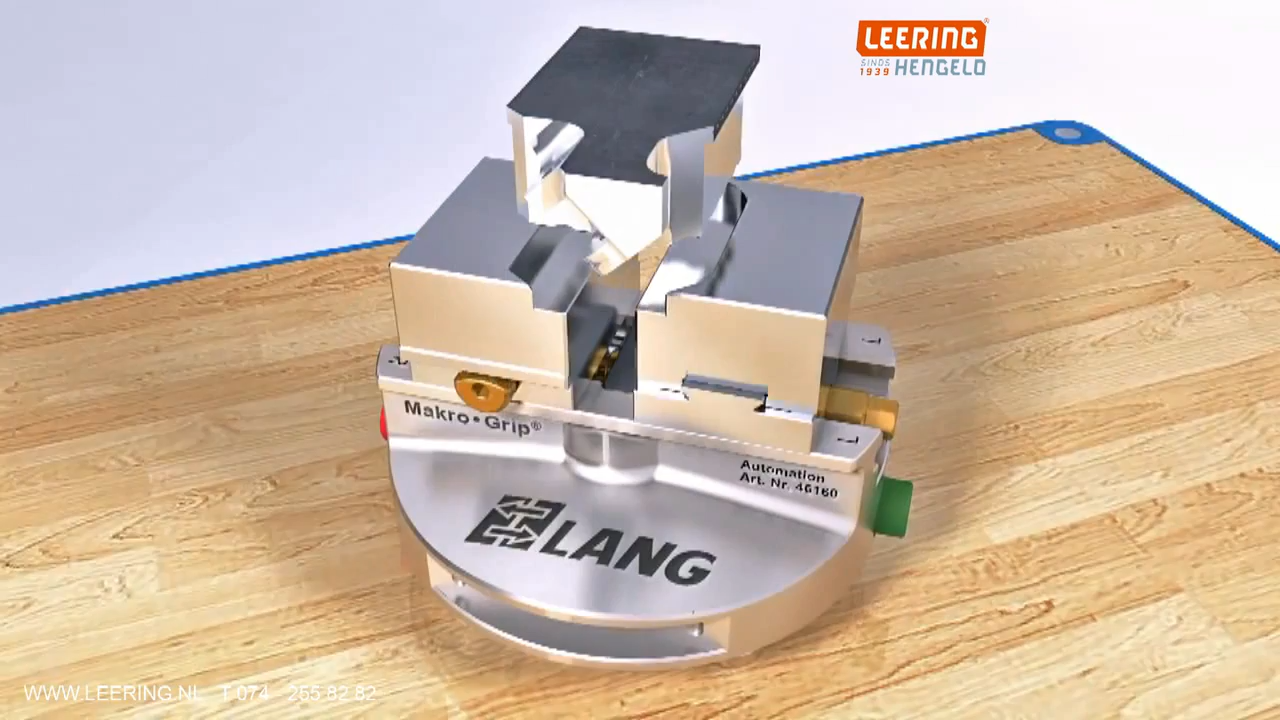 LEERING®
SINDS
1939 HENGELO
Makro•Grip®
Automation
Art. Nr. 46160
LANG
WWW.LEERING.NL T 074 - 255 82 82